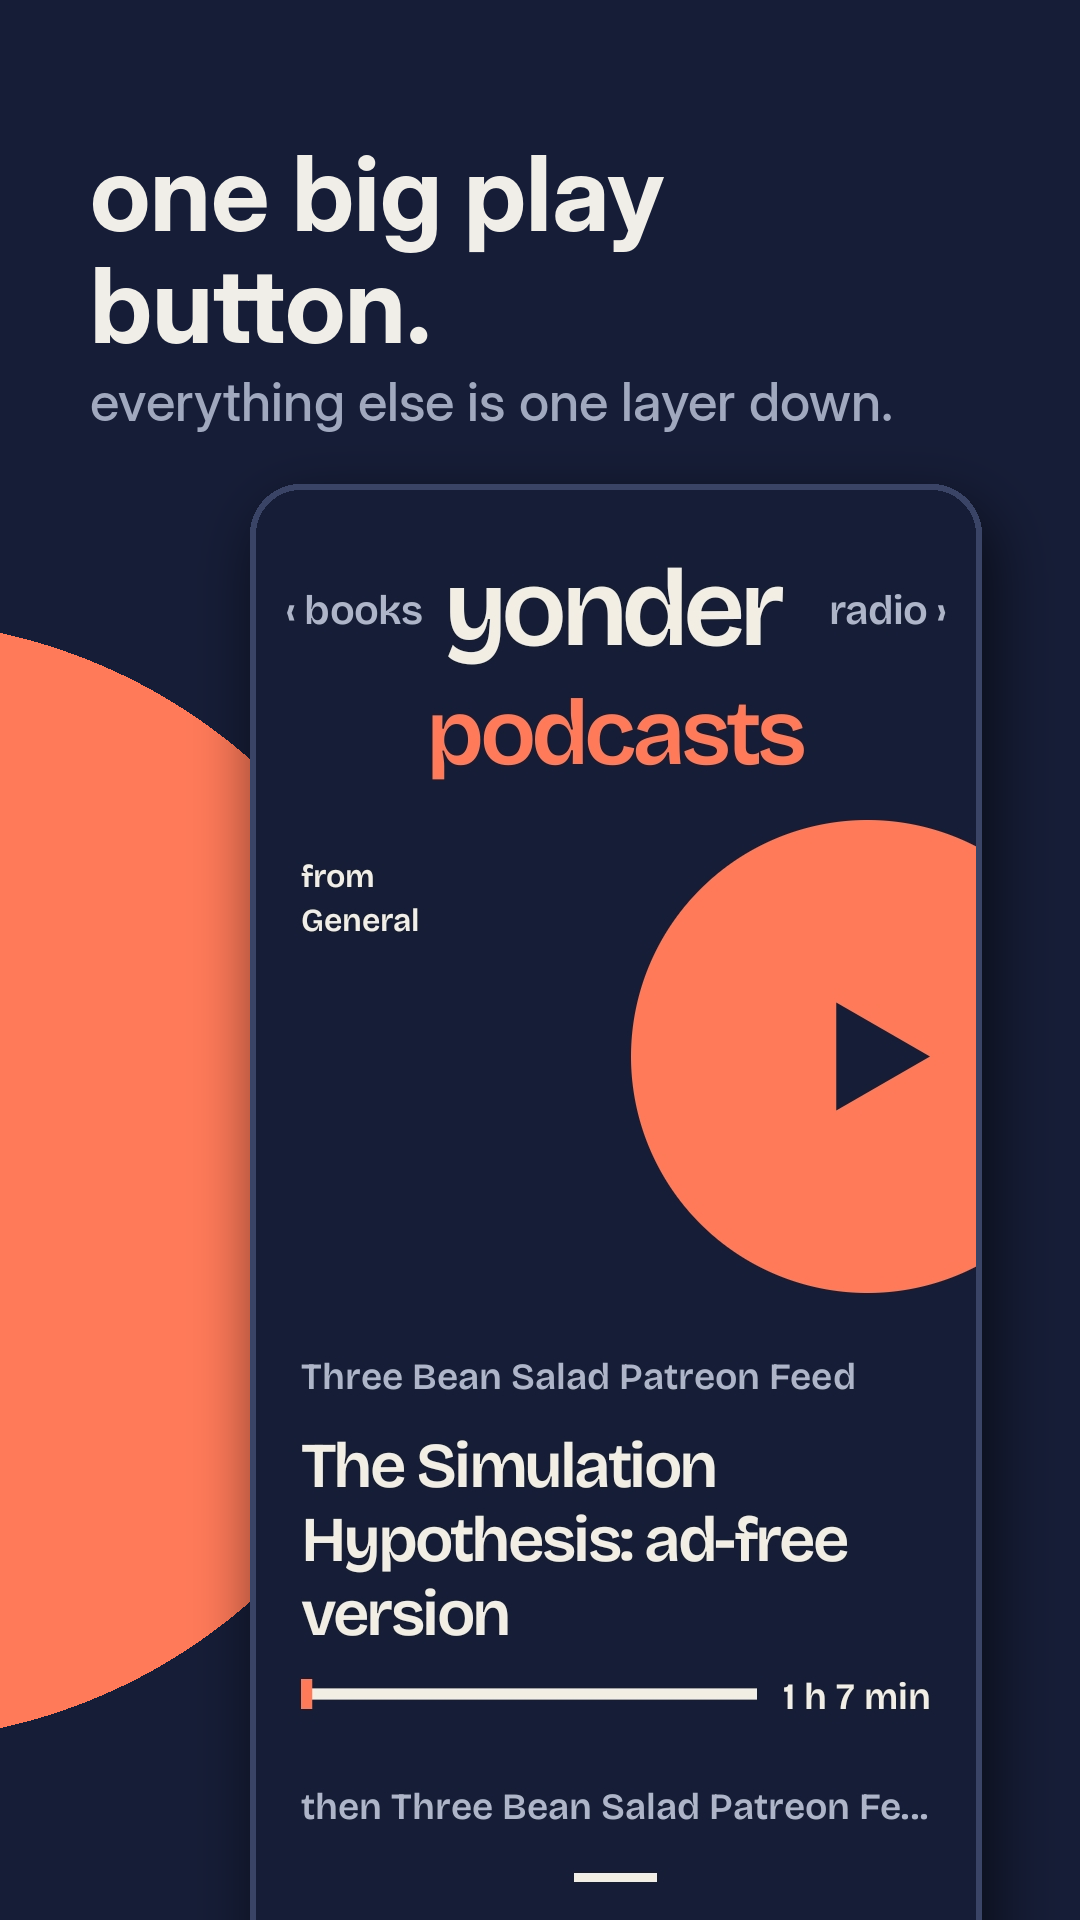 one big play
button.
everything else is one layer down.
‹ books yonder radio ›
podcasts
from
General
Three Bean Salad Patreon Feed
The Simulation
Hypothesis: ad-free
version
1 h 7 min
then Three Bean Salad Patreon Fe...